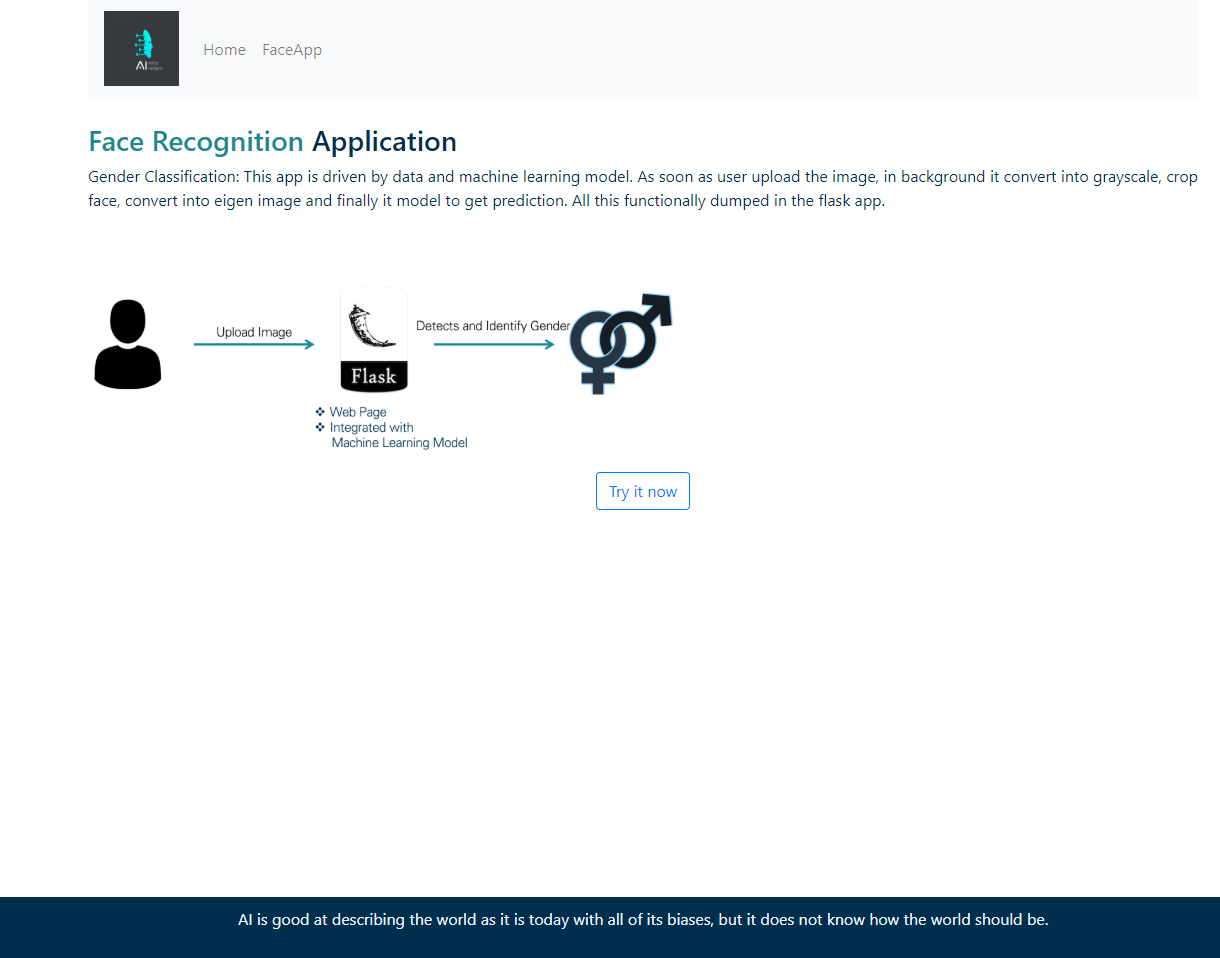 AI
Home FaceApp
Face Recognition Application
Gender Classification: This app is driven by data and machine learning model. As soon as user upload the image, in background it convert into grayscale, crop
face, convert into eigen image and finally it model to get prediction. All this functionally dumped in the flask app.
Upload Image
Detects and Identify Gender
Flask
❖ Web Page
❖ Integrated with
Machine Learning Model
Try it now
AI is good at describing the world as it is today with all of its biases, but it does not know how the world should be.